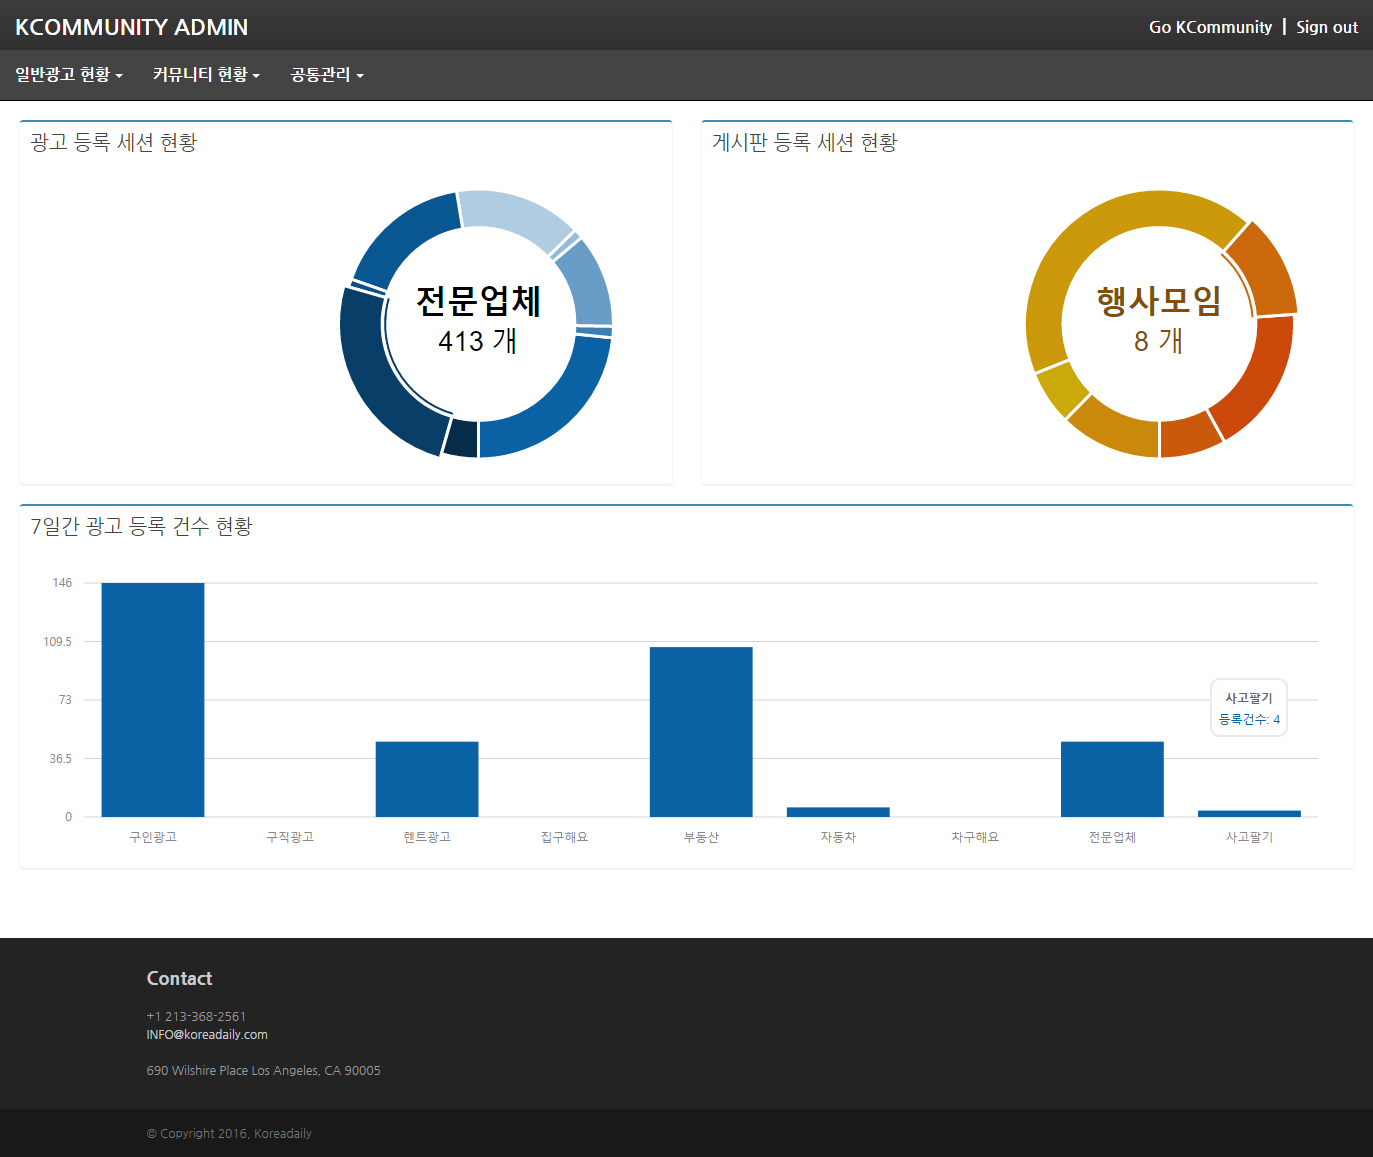 KCOMMUNITY ADMIN
Go KCommunity | Sign out
일반광고 현황 커뮤니티 현황 공통관리
광고 등록 세션 현황
전문업체
413 개
게시판 등록 세션 현황
행사모임
8 개
7일간 광고 등록 건수 현황
146
109.5
73
36.5
0
사고팔기
등록건수: 4
구인광고 구직광고 렌트광고 집구해요 부동산 자동차 차구해요 전문업체 사고팔기
Contact
+1 213-368-2561
INFO@koreadaily.com
690 Wilshire Place Los Angeles, CA 90005
© Copyright 2016, Koreadaily